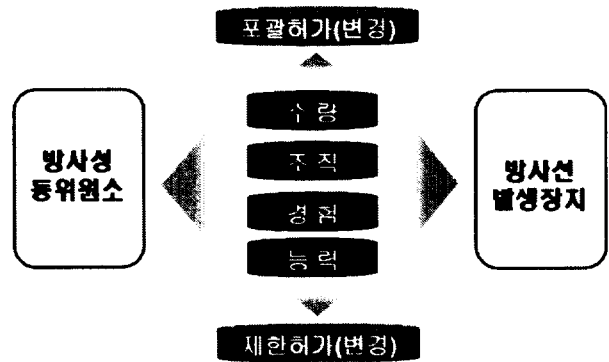 포괄허가(변경)
수량
조직
경험
능력
방사성
동위원소
방사선
발생장치
제한허가(변경)